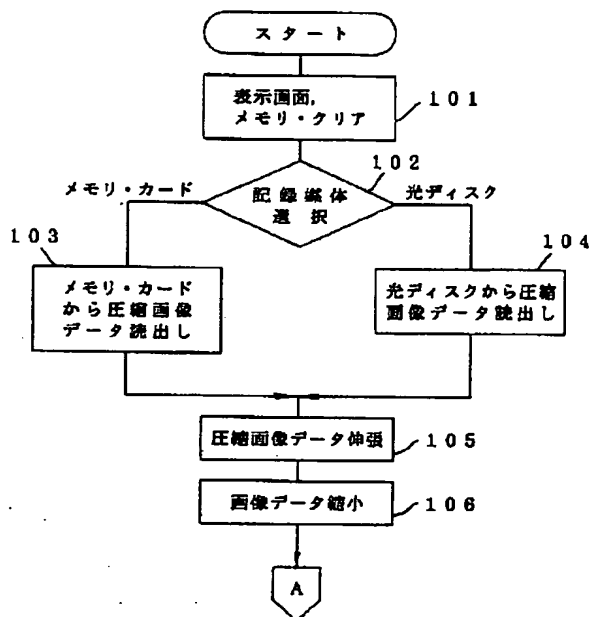 スタート
表示画面,
メモリ・クリア
101
102
メモリ・カード
記録媒体
選択
光ディスク
103
104
メモリ・カード
から圧縮画像
データ読出し
光ディスクから圧縮
画像データ読出し
圧縮画像データ伸張
105
画像データ縮小
106
A